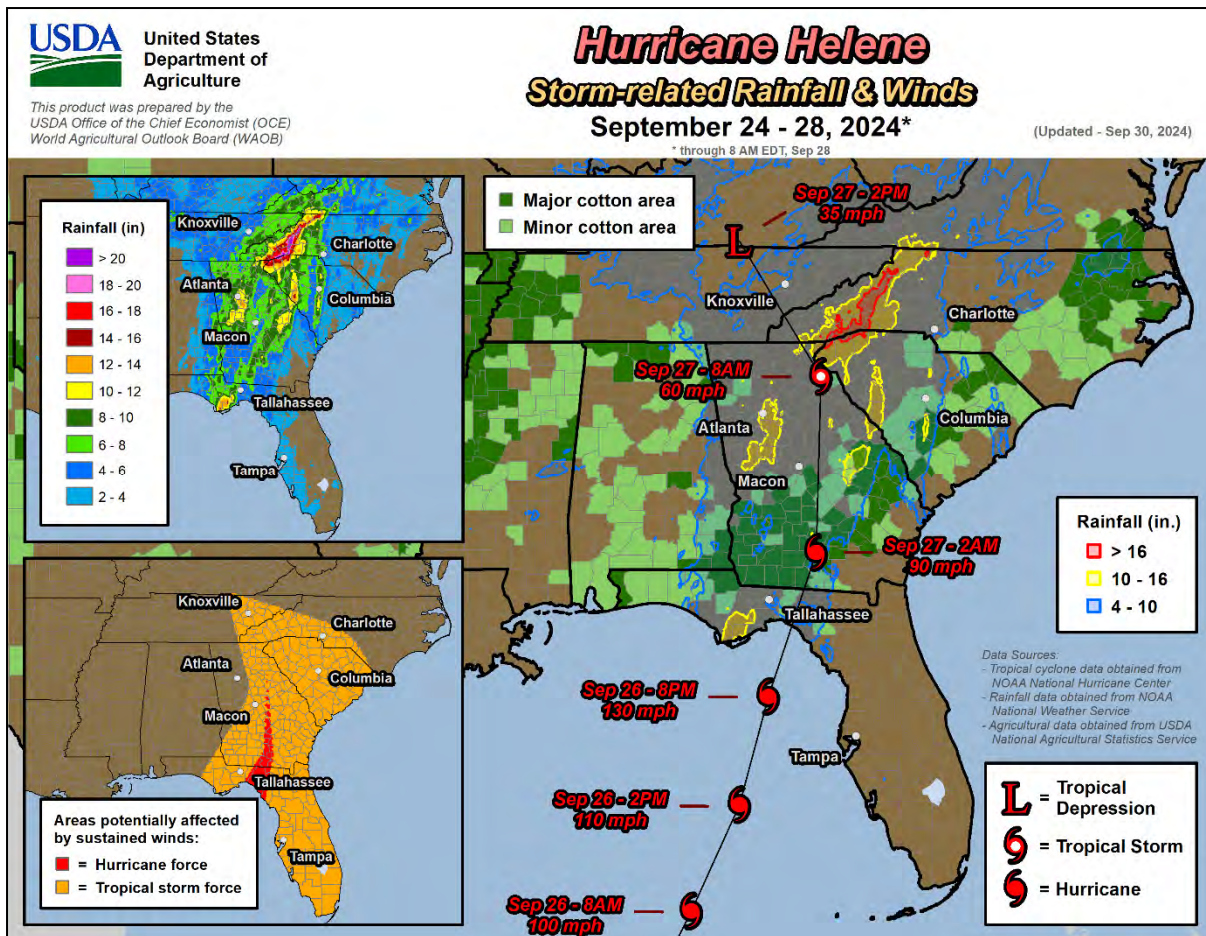 USDA
United States
Department of
Agriculture
This product was prepared by the
USDA Office of the Chief Economist (OCE)
World Agricultural Outlook Board (WAOB)
Hurricane Helene
Storm-related Rainfall & Winds
September 24 - 28, 2024*
* through 8 AM EDT, Sep 28
(Updated - Sep 30, 2024)
Rainfall (in)
> 20
18 - 20
16 - 18
14 - 16
12 - 14
10 - 12
8 - 10
6 - 8
4 - 6
2 - 4
Knoxville
Charlotte
Atlanta
Columbia
Macon
Tallahassee
Tampa
Major cotton area
Minor cotton area
Sep 27 - 2PM
35 mph
L
Knoxville
Charlotte
Sep 27 - 8AM
60 mph
Atlanta
Columbia
Macon
Sep 27 - 2AM
90 mph
Tallahassee
Sep 26 - 8PM
130 mph
Tampa
Sep 26 - 2PM
110 mph
Sep 26 - 8AM
100 mph
Rainfall (in.)
> 16
10 - 16
4 - 10
Data Sources:
- Tropical cyclone data obtained from
NOAA National Hurricane Center
- Rainfall data obtained from NOAA
National Weather Service
- Agricultural data obtained from USDA
National Agricultural Statistics Service
L = Tropical
Depression
= Tropical Storm
= Hurricane
Knoxville
Charlotte
Atlanta
Columbia
Macon
Tallahassee
Tampa
Areas potentially affected
by sustained winds:
= Hurricane force
= Tropical storm force